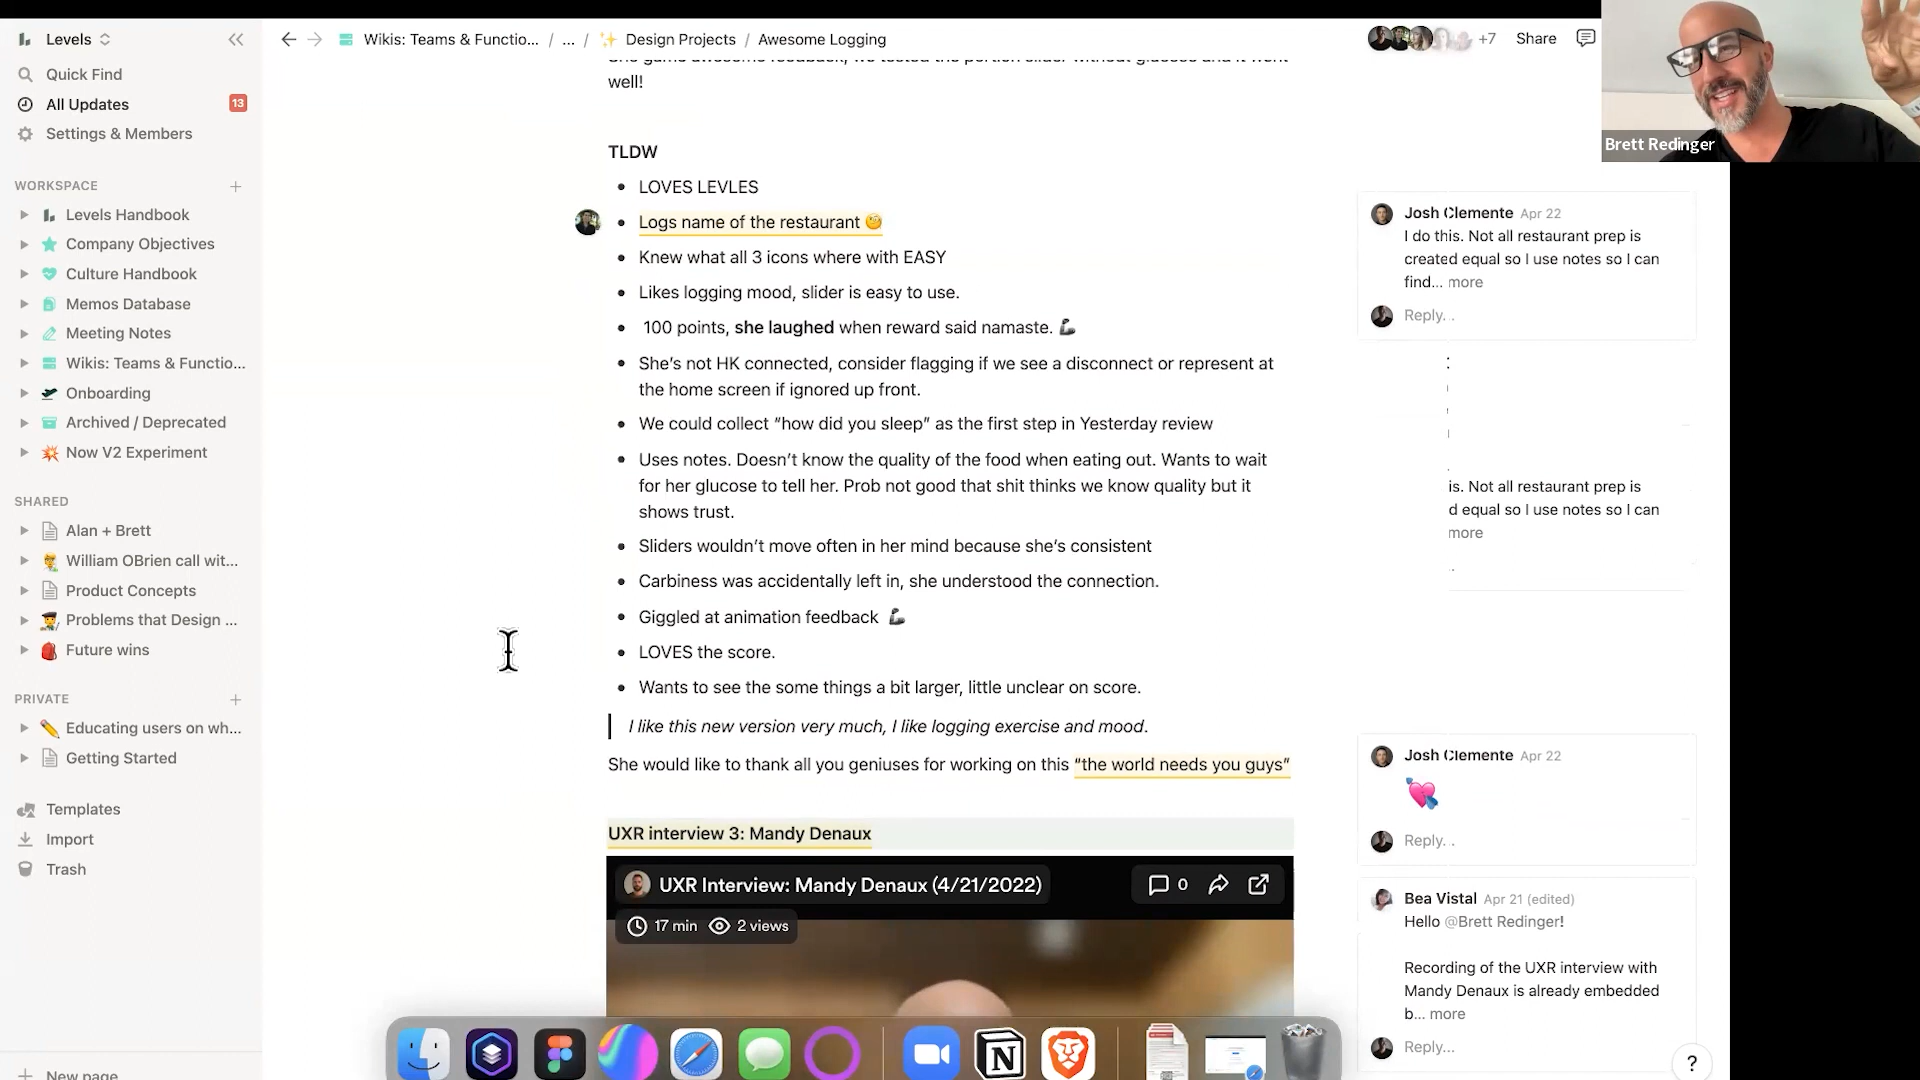 Levels
Wikis: Teams & Functio... / ... / ✨ Design Projects / Awesome Logging
+7 Share
Quick Find
All Updates 13
Settings & Members
WORKSPACE
Levels Handbook
Company Objectives
Culture Handbook
Memos Database
Meeting Notes
Wikis: Teams & Functio...
Onboarding
Archived / Deprecated
Now V2 Experiment
SHARED
Alan + Brett
William OBrien call wit...
Product Concepts
Problems that Design ...
Future wins
PRIVATE
Educating users on wh...
Getting Started
Templates
Import
Trash
New page
well!
TLDW
LOVES LEVLES
Logs name of the restaurant 🧐
Knew what all 3 icons where with EASY
Likes logging mood, slider is easy to use.
100 points, she laughed when reward said namaste. 💪
She's not HK connected, consider flagging if we see a disconnect or represent at
the home screen if ignored up front.
We could collect "how did you sleep" as the first step in Yesterday review
Uses notes. Doesn't know the quality of the food when eating out. Wants to wait
for her glucose to tell her. Prob not good that shit thinks we know quality but it
shows trust.
Sliders wouldn't move often in her mind because she's consistent
Carbiness was accidentally left in, she understood the connection.
Giggled at animation feedback 💪
LOVES the score.
Wants to see the some things a bit larger, little unclear on score.
I like this new version very much, I like logging exercise and mood.
She would like to thank all you geniuses for working on this "the world needs you guys"
UXR interview 3: Mandy Denaux
UXR Interview: Mandy Denaux (4/21/2022)
0
17 min 2 views
Brett Redinger
Josh Clemente Apr 22
I do this. Not all restaurant prep is
created equal so I use notes so I can
find... more
Reply...
is. Not all restaurant prep is
d equal so I use notes so I can
more
Josh Clemente Apr 22
💘
Reply...
Bea Vistal Apr 21 (edited)
Hello @Brett Redinger!
Recording of the UXR interview with
Mandy Denaux is already embedded
b... more
Reply...
?